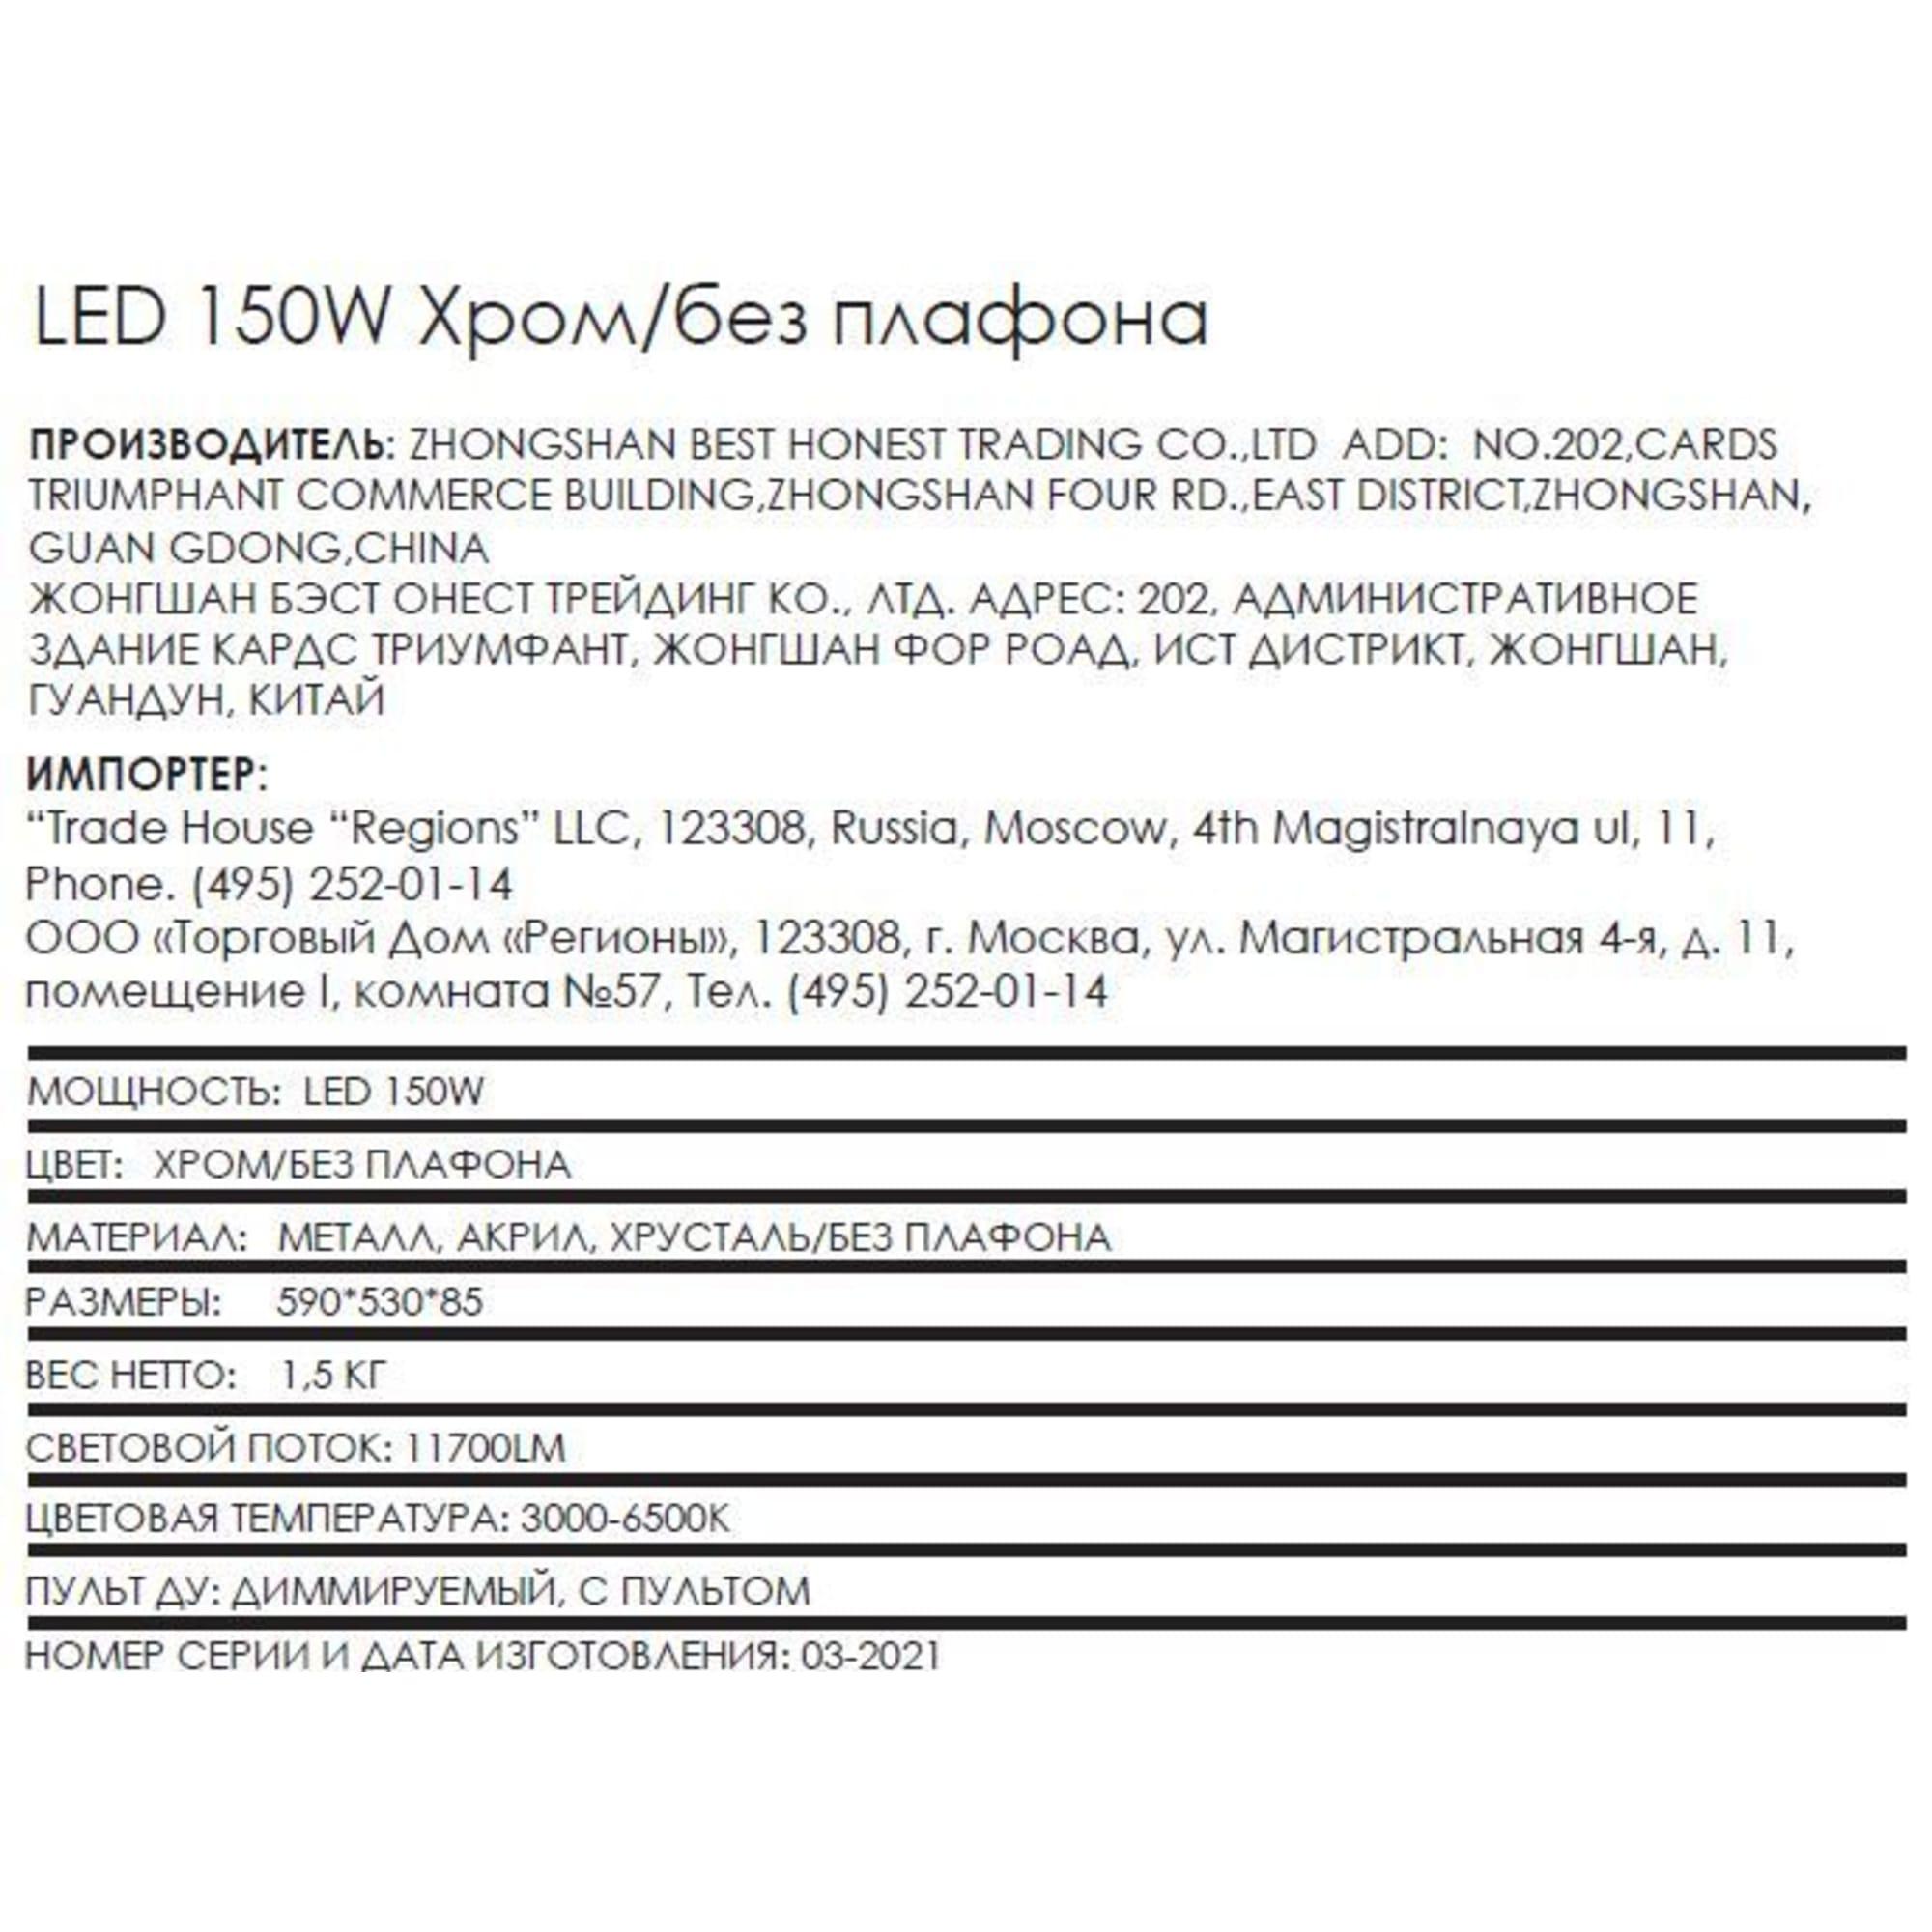 LED 150W Хром/без плафона
ПРОИЗВОДИТЕЛЬ: ZHONGSHAN BEST HONEST TRADING CO.,LTD ADD: NO.202,CARDS
TRIUMPHANT COMMERCE BUILDING,ZHONGSHAN FOUR RD.,EAST DISTRICT,ZHONGSHAN,
GUAN GDONG,CHINA
ЖОНГШАН БЭСТ ОНЕСТ ТРЕЙДИНГ КО., ЛТД. АДРЕС: 202, АДМИНИСТРАТИВНОЕ
ЗДАНИЕ КАРДС ТРИУМФАНТ, ЖОНГШАН ФОР РОАД, ИСТ ДИСТРИКТ, ЖОНГШАН,
ГУАНДУН, КИТАЙ
ИМПОРТЕР:
“Trade House “Regions” LLC, 123308, Russia, Moscow, 4th Magistralnaya ul, 11,
Phone. (495) 252-01-14
ООО «Торговый Дом «Регионы», 123308, г. Москва, ул. Магистральная 4-я, д. 11,
помещение I, комната №57, Тел. (495) 252-01-14
МОЩНОСТЬ: LED 150W
ЦВЕТ: ХРОМ/БЕЗ ПЛАФОНА
МАТЕРИАЛ: МЕТАЛЛ, АКРИЛ, ХРУСТАЛЬ/БЕЗ ПЛАФОНА
РАЗМЕРЫ: 590*530*85
ВЕС НЕТТО: 1,5 КГ
СВЕТОВОЙ ПОТОК: 11700LM
ЦВЕТОВАЯ ТЕМПЕРАТУРА: 3000-6500K
ПУЛЬТ ДУ: ДИММИРУЕМЫЙ, С ПУЛЬТОМ
НОМЕР СЕРИИ И ДАТА ИЗГОТОВЛЕНИЯ: 03-2021